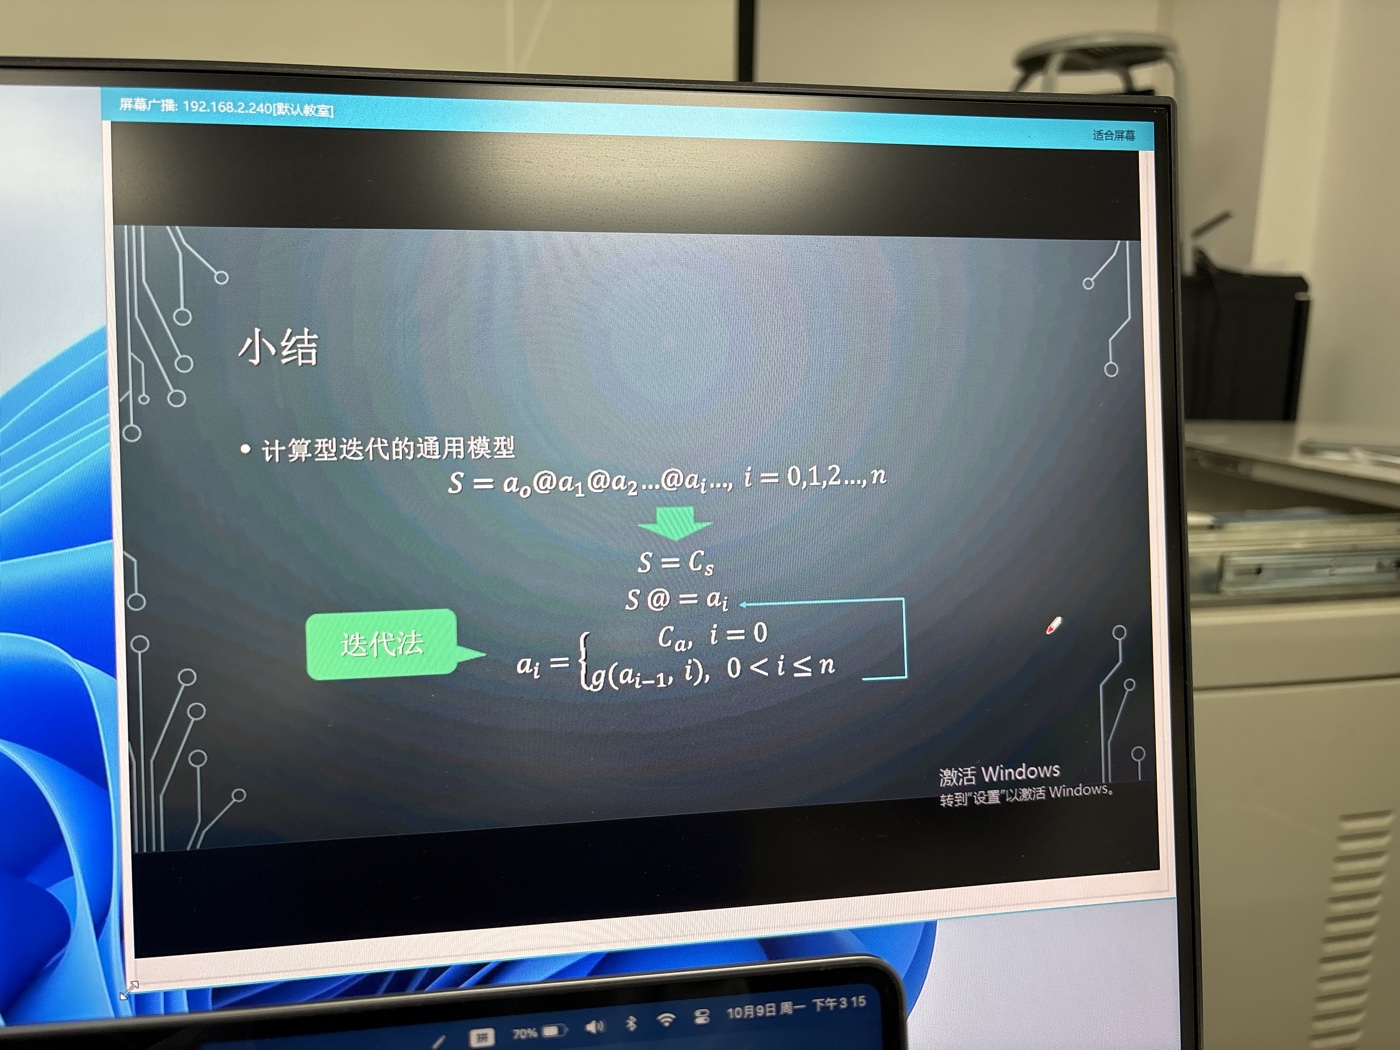 屏幕广播: 192.168.2.240[默认教室]
适合屏幕
小结
• 计算型迭代的通用模型
S = aₒ@a₁@a₂…@aᵢ…, i = 0,1,2…,n
S = Cₛ
S @ = aᵢ
迭代法
aᵢ = { Cₐ, i = 0
g(aᵢ₋₁, i), 0 < i ≤ n
激活 Windows
转到"设置"以激活 Windows。
拼 70% 10月9日 周一 下午3 15